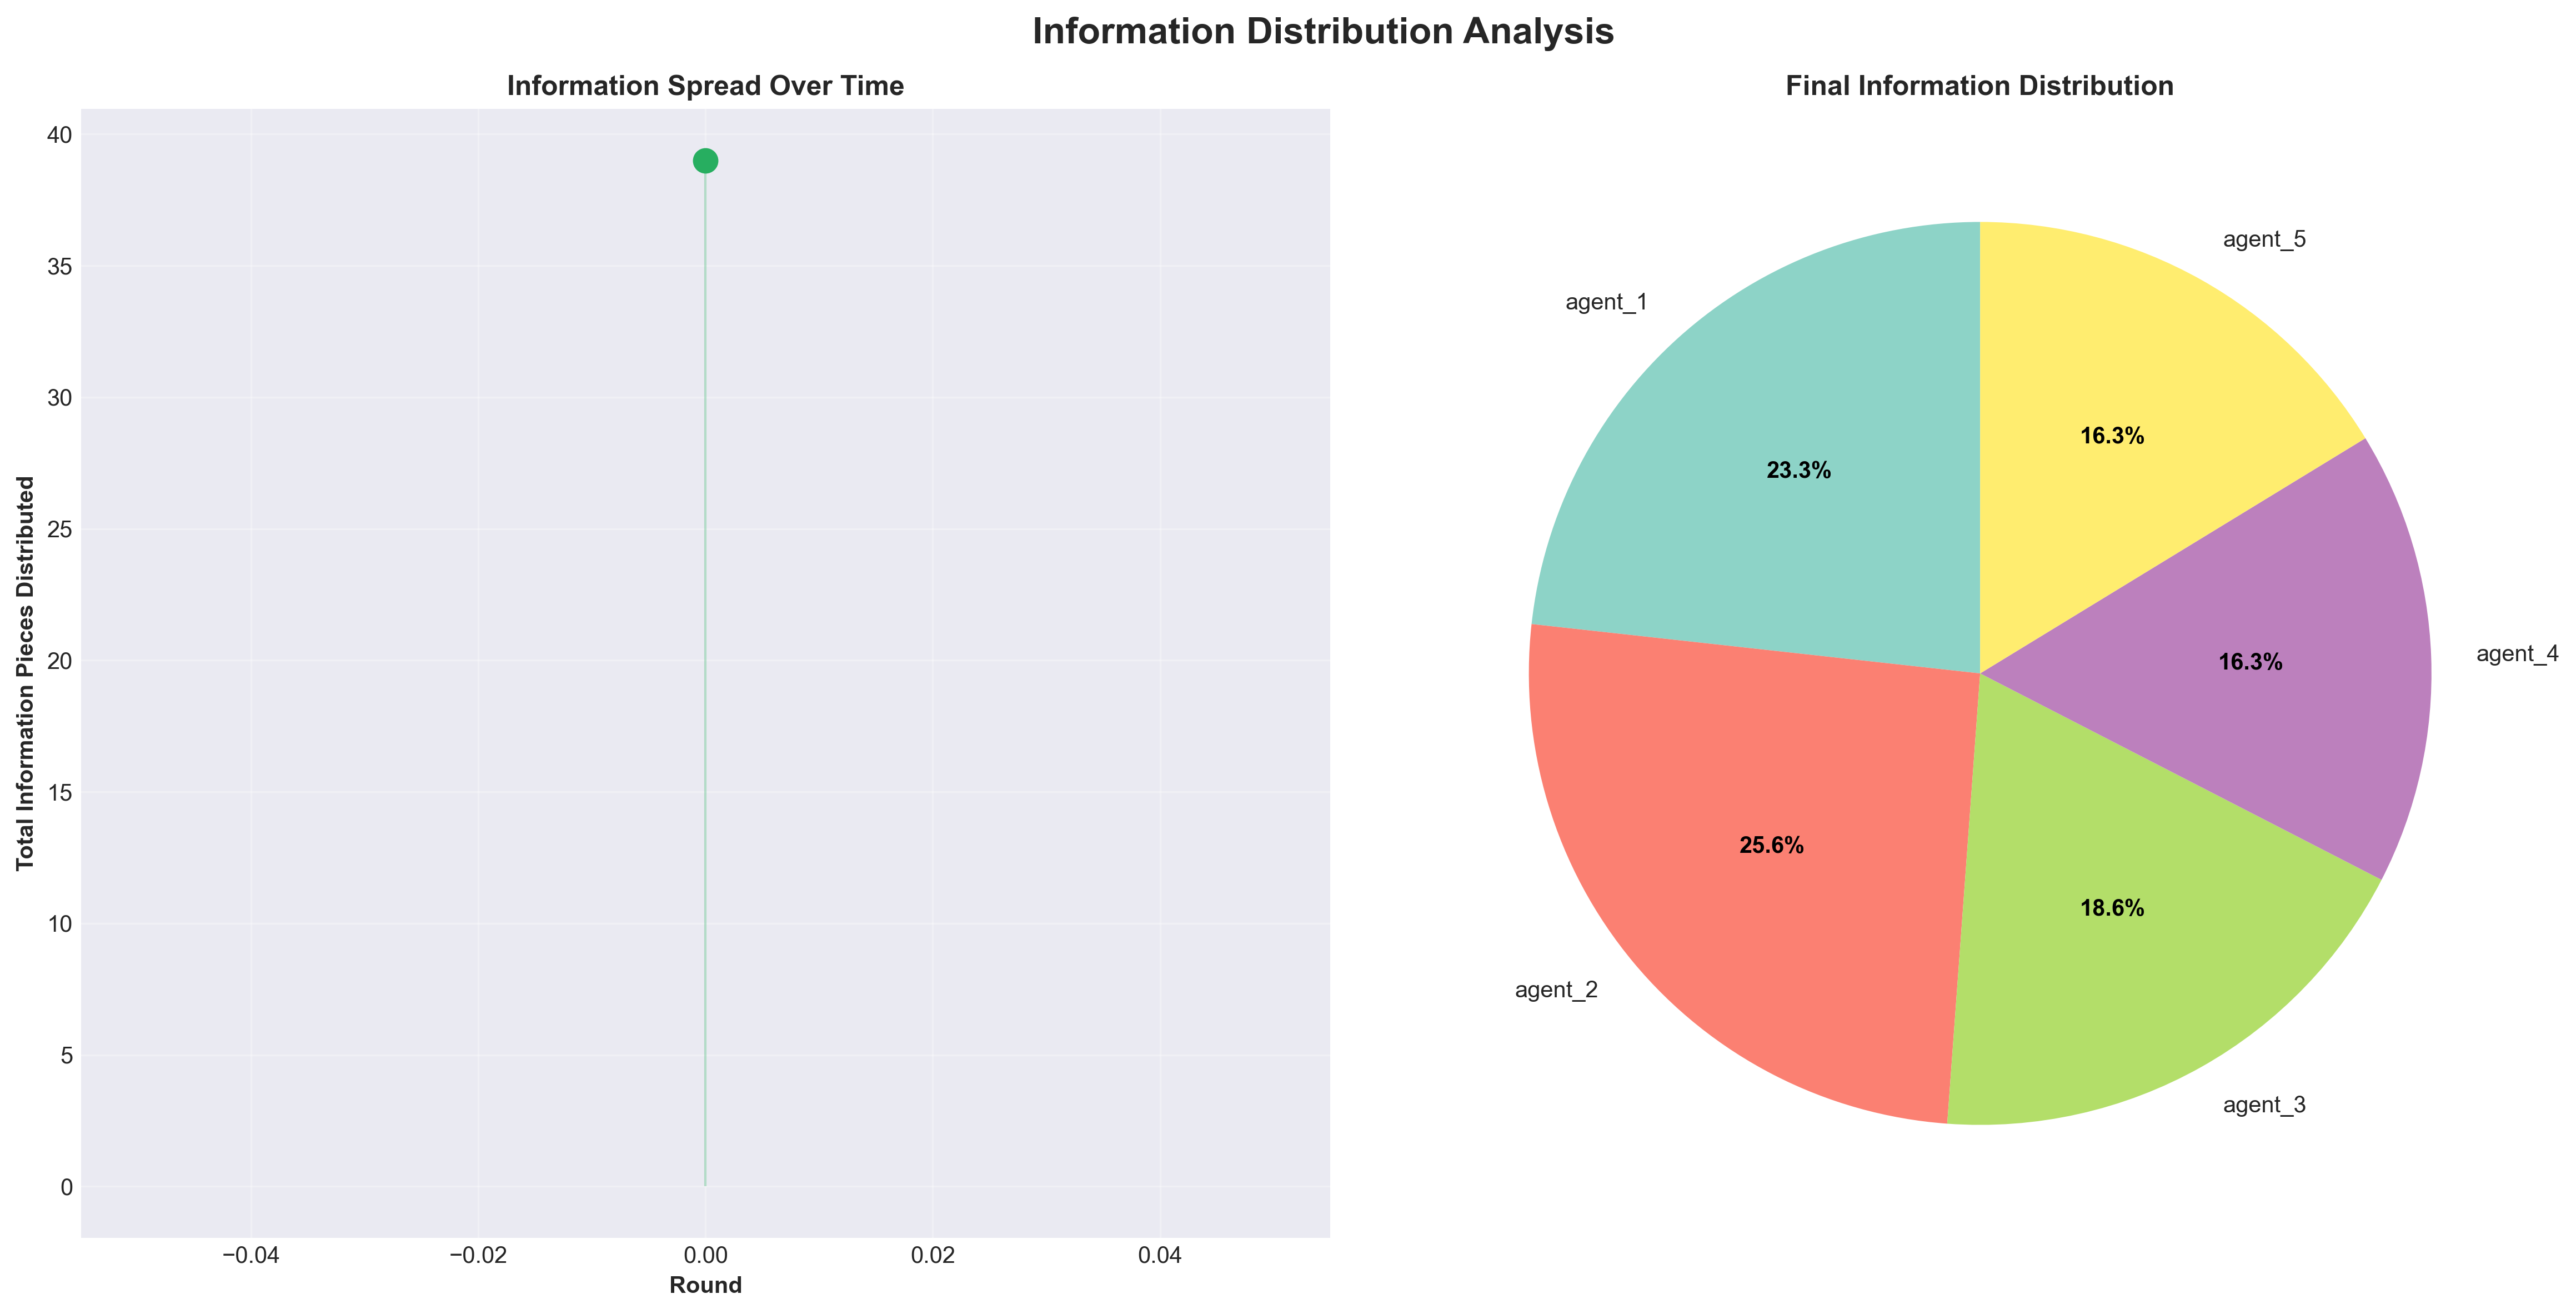 Information Distribution Analysis
Information Spread Over Time
Total Information Pieces Distributed
40
35
30
25
20
15
10
5
0
−0.04
−0.02
0.00
0.02
0.04
Round
Final Information Distribution
agent_5
agent_1
16.3%
23.3%
agent_4
16.3%
25.6%
18.6%
agent_2
agent_3